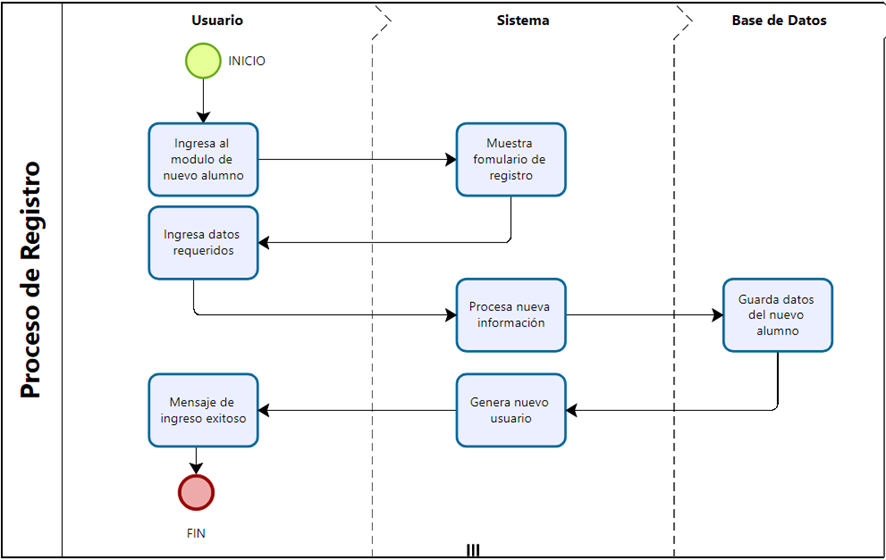 Proceso de Registro
Usuario
Sistema
Base de Datos
INICIO
Ingresa al
modulo de
nuevo alumno
Muestra
fomulario de
registro
Ingresa datos
requeridos
Procesa nueva
información
Guarda datos
del nuevo
alumno
Mensaje de
ingreso exitoso
Genera nuevo
usuario
FIN